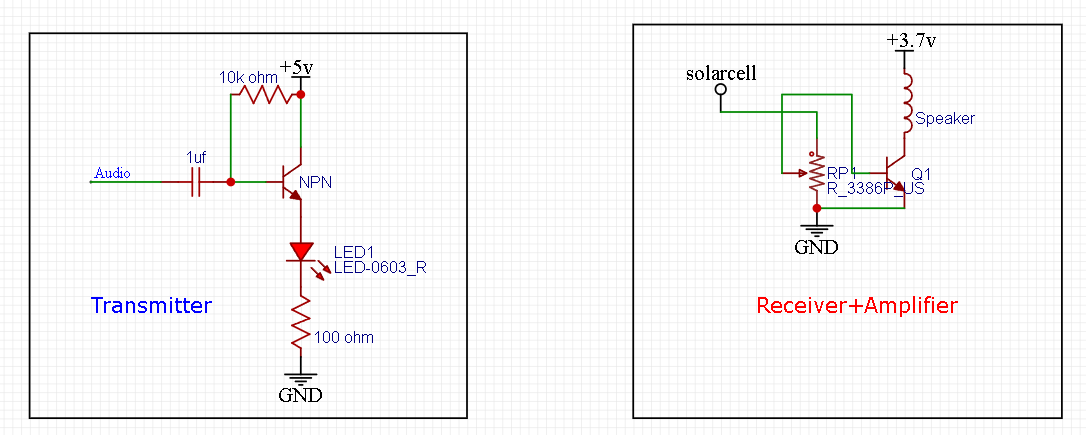 +5v
10k ohm
1uf
Audio
NPN
LED1
LED-0603_R
Transmitter
100 ohm
GND
+3.7v
solarcell
Speaker
RP1
Q1
R_3386P_US
GND
Receiver+Amplifier